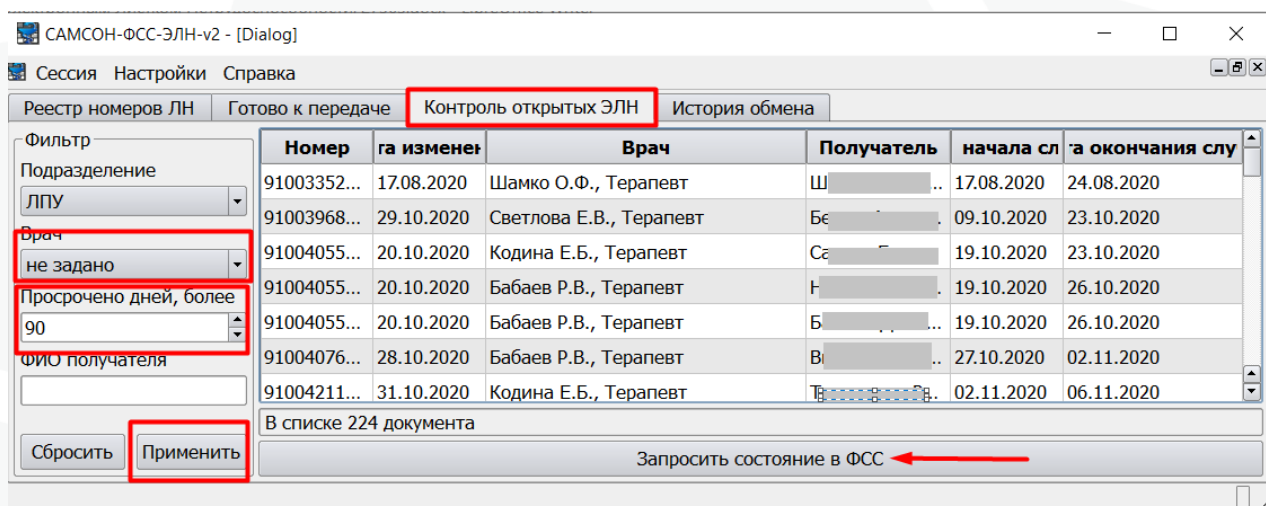 САМСОН-ФСС-ЭЛН-v2 - [Dialog]
Сессия Настройки Справка
Реестр номеров ЛН Готово к передаче Контроль открытых ЭЛН История обмена
Фильтр
Подразделение
ЛПУ
Врач
не задано
Просрочено дней, более
90
ФИО получателя
Сбросить Применить
Номер та изменен Врач Получатель начала сл та окончания слу
91003352... 17.08.2020 Шамко О.Ф., Терапевт Ш .. 17.08.2020 24.08.2020
91003968... 29.10.2020 Светлова Е.В., Терапевт Бе . 09.10.2020 23.10.2020
91004055... 20.10.2020 Кодина Е.Б., Терапевт Са 19.10.2020 23.10.2020
91004055... 20.10.2020 Бабаев Р.В., Терапевт Н . 19.10.2020 26.10.2020
91004055... 20.10.2020 Бабаев Р.В., Терапевт Б ... 19.10.2020 26.10.2020
91004076... 28.10.2020 Бабаев Р.В., Терапевт В .. 27.10.2020 02.11.2020
91004211... 31.10.2020 Кодина Е.Б., Терапевт Т .. 02.11.2020 06.11.2020
В списке 224 документа
Запросить состояние в ФСС